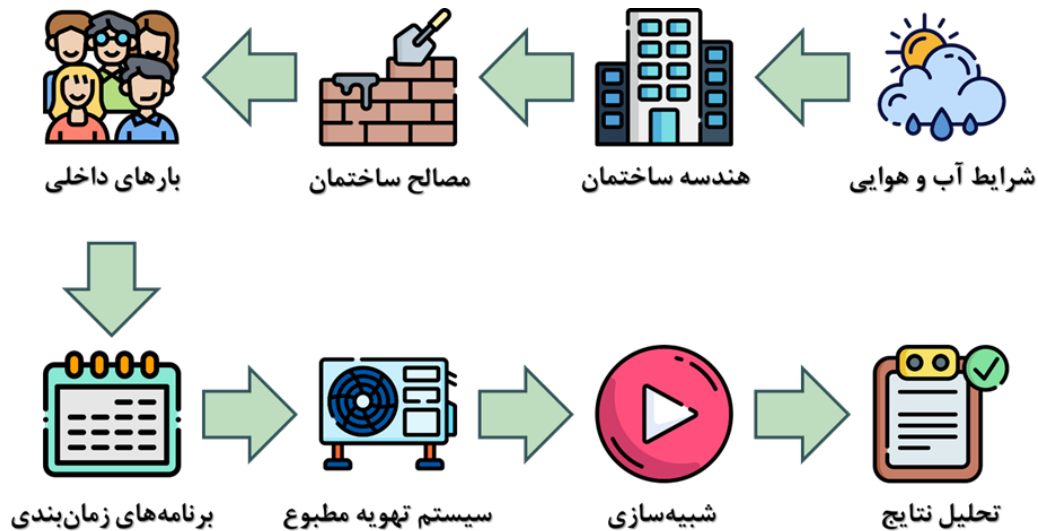 شرایط آب و هوایی
هندسه ساختمان
مصالح ساختمان
بارهای داخلی
برنامه‌های زمان‌بندی
سیستم تهویه مطبوع
شبیه‌سازی
تحلیل نتایج